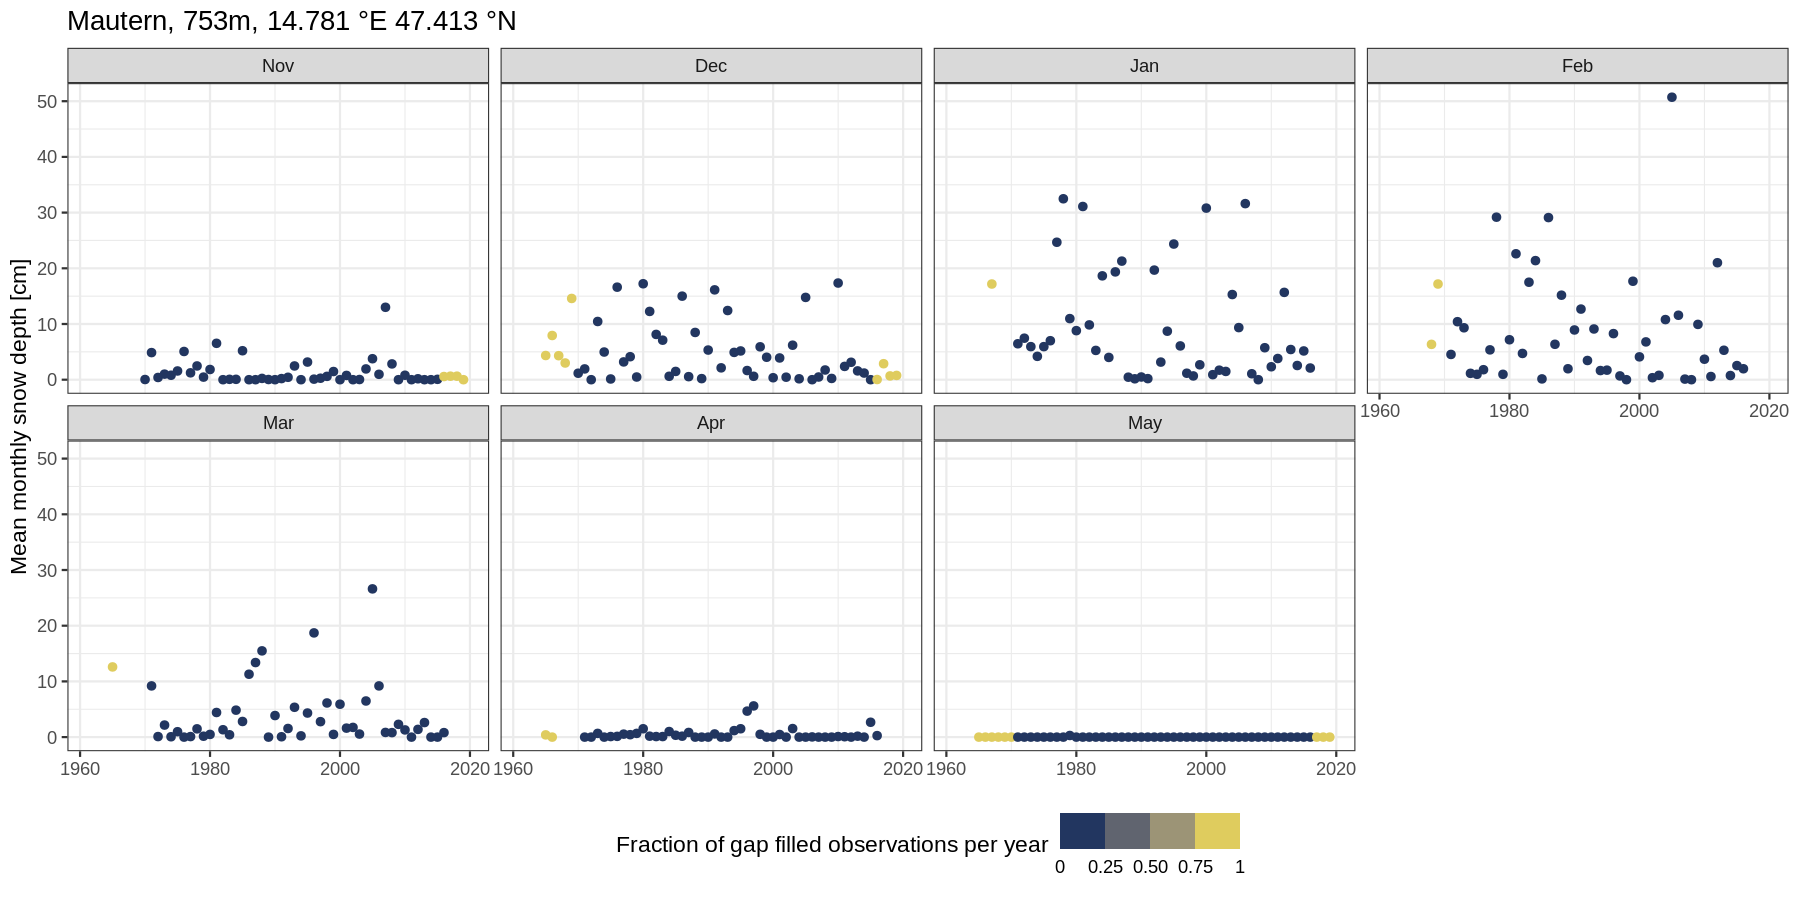 Mautern, 753m, 14.781 °E 47.413 °N
Nov
Dec
Jan
Feb
Mean monthly snow depth [cm]
50
40
30
20
10
0
1960 1980 2000 2020
Mar
Apr
May
50
40
30
20
10
0
1960 1980 2000 2020
1960 1980 2000 2020
1960 1980 2000 2020
Fraction of gap filled observations per year
0 0.25 0.50 0.75 1